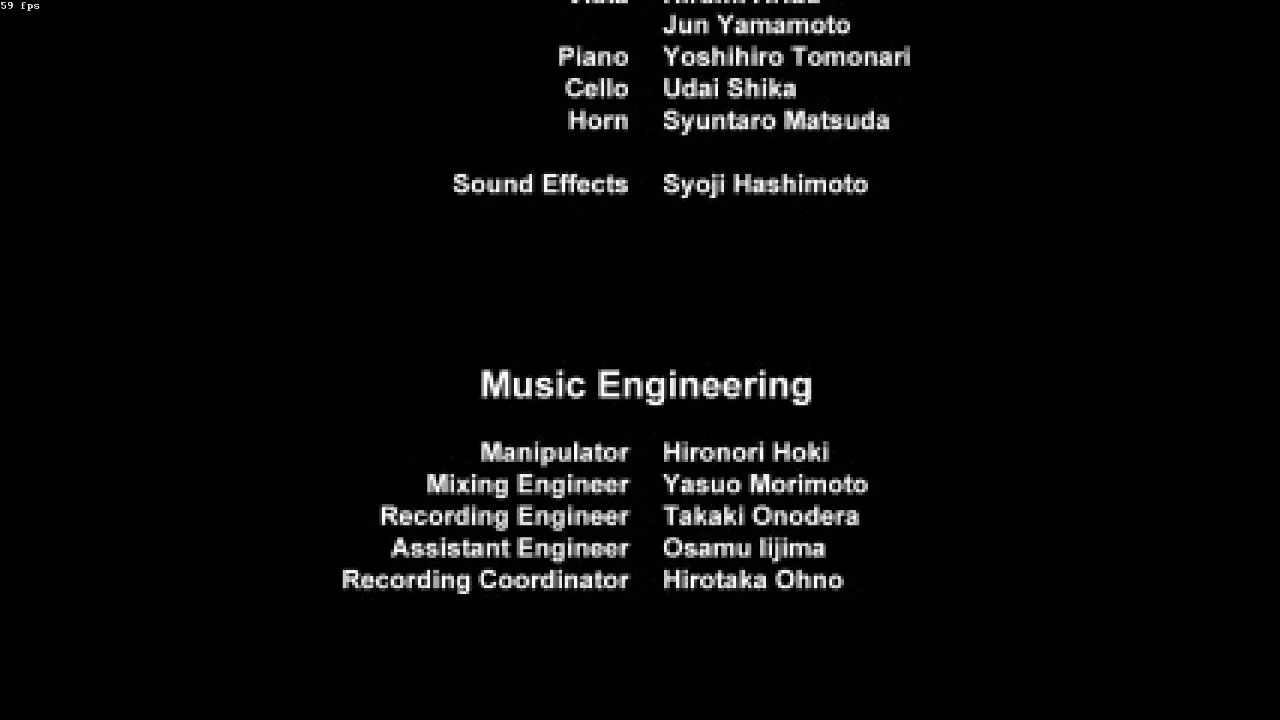 59 fps
Jun Yamamoto
Piano Yoshihiro Tomonari
Cello Udai Shika
Horn Syuntaro Matsuda
Sound Effects Syoji Hashimoto
Music Engineering
Manipulator Hironori Hoki
Mixing Engineer Yasuo Morimoto
Recording Engineer Takaki Onodera
Assistant Engineer Osamu Iijima
Recording Coordinator Hirotaka Ohno